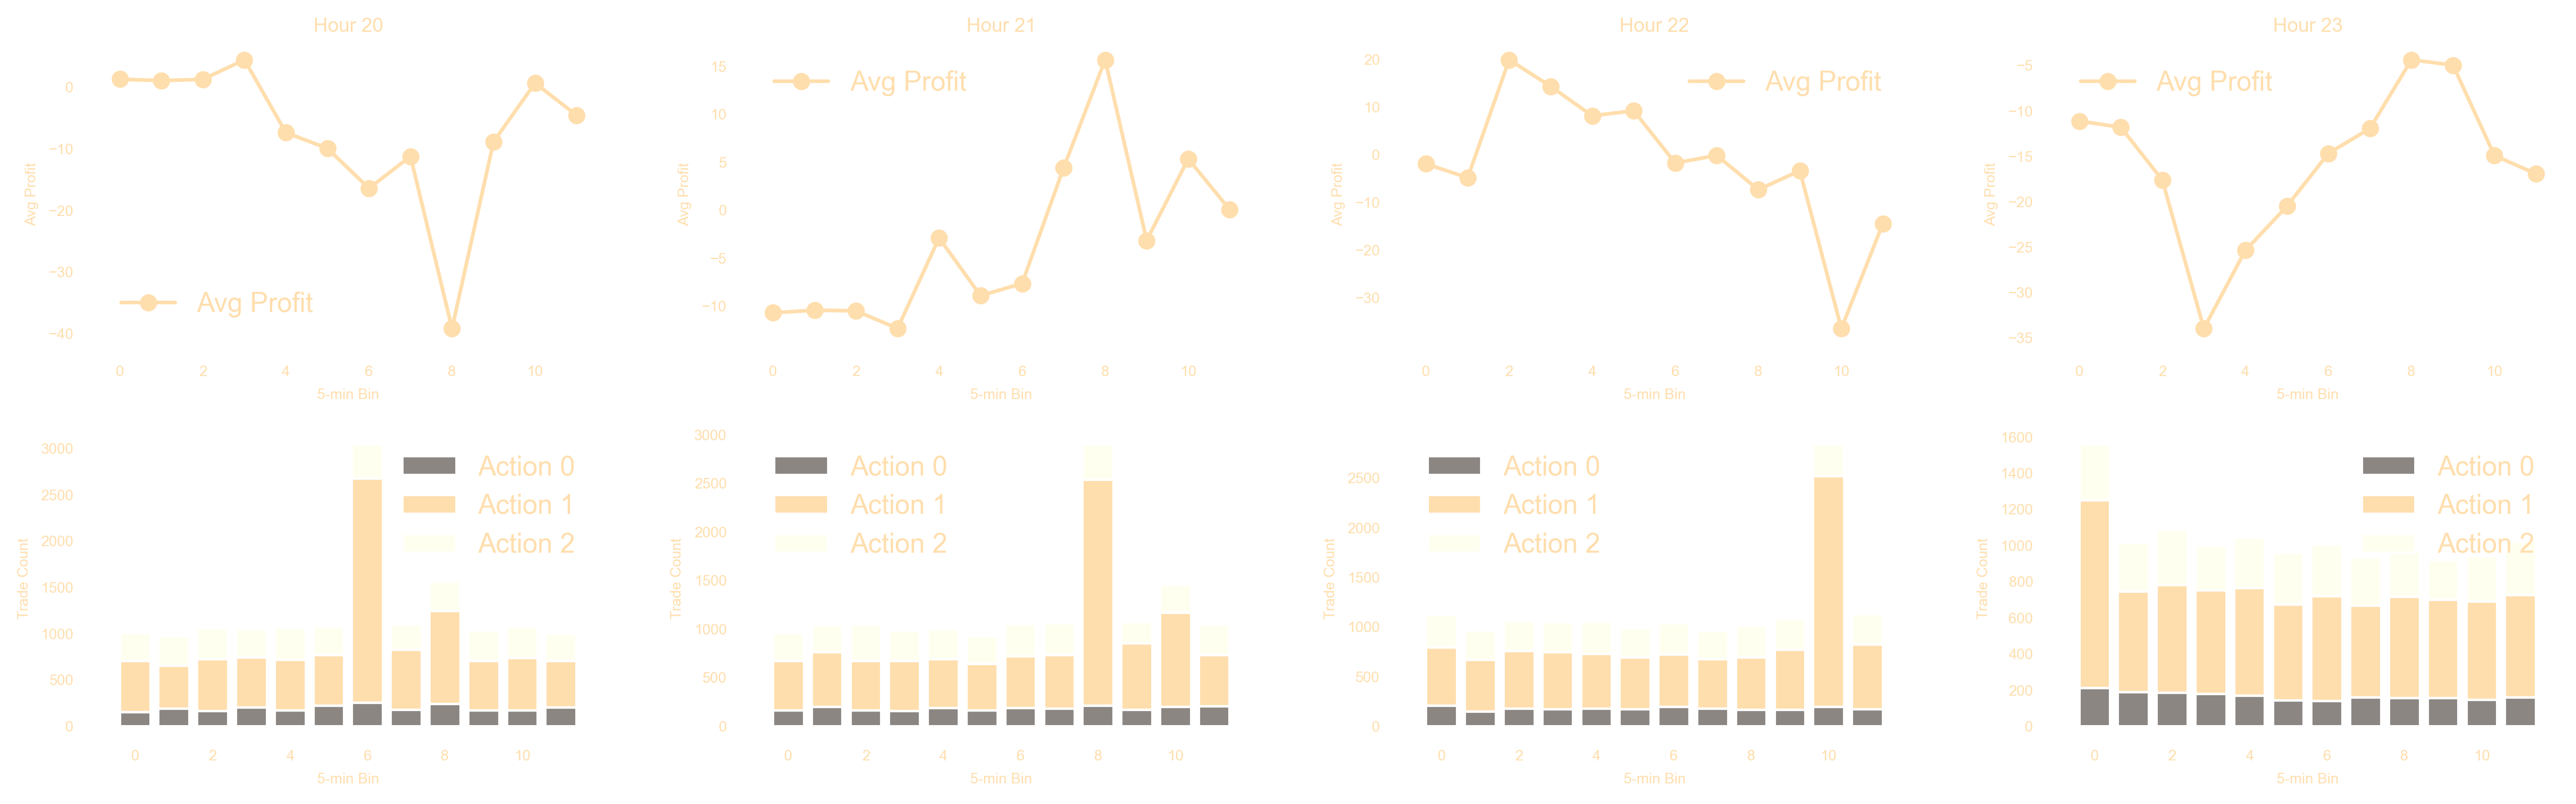 Hour 20
Avg Profit
0
−10
−20
−30
−40
Avg Profit
0 2 4 6 8 10
5-min Bin
Hour 21
Avg Profit
15
10
5
0
−5
−10
Avg Profit
0 2 4 6 8 10
5-min Bin
Hour 22
Avg Profit
20
10
0
−10
−20
−30
Avg Profit
0 2 4 6 8 10
5-min Bin
Hour 23
Avg Profit
−5
−10
−15
−20
−25
−30
−35
Avg Profit
0 2 4 6 8 10
5-min Bin
Trade Count
3000
2500
2000
1500
1000
500
0
Action 0
Action 1
Action 2
0 2 4 6 8 10
5-min Bin
Trade Count
3000
2500
2000
1500
1000
500
0
Action 0
Action 1
Action 2
0 2 4 6 8 10
5-min Bin
Trade Count
2500
2000
1500
1000
500
0
Action 0
Action 1
Action 2
0 2 4 6 8 10
5-min Bin
Trade Count
1600
1400
1200
1000
800
600
400
200
0
Action 0
Action 1
Action 2
0 2 4 6 8 10
5-min Bin